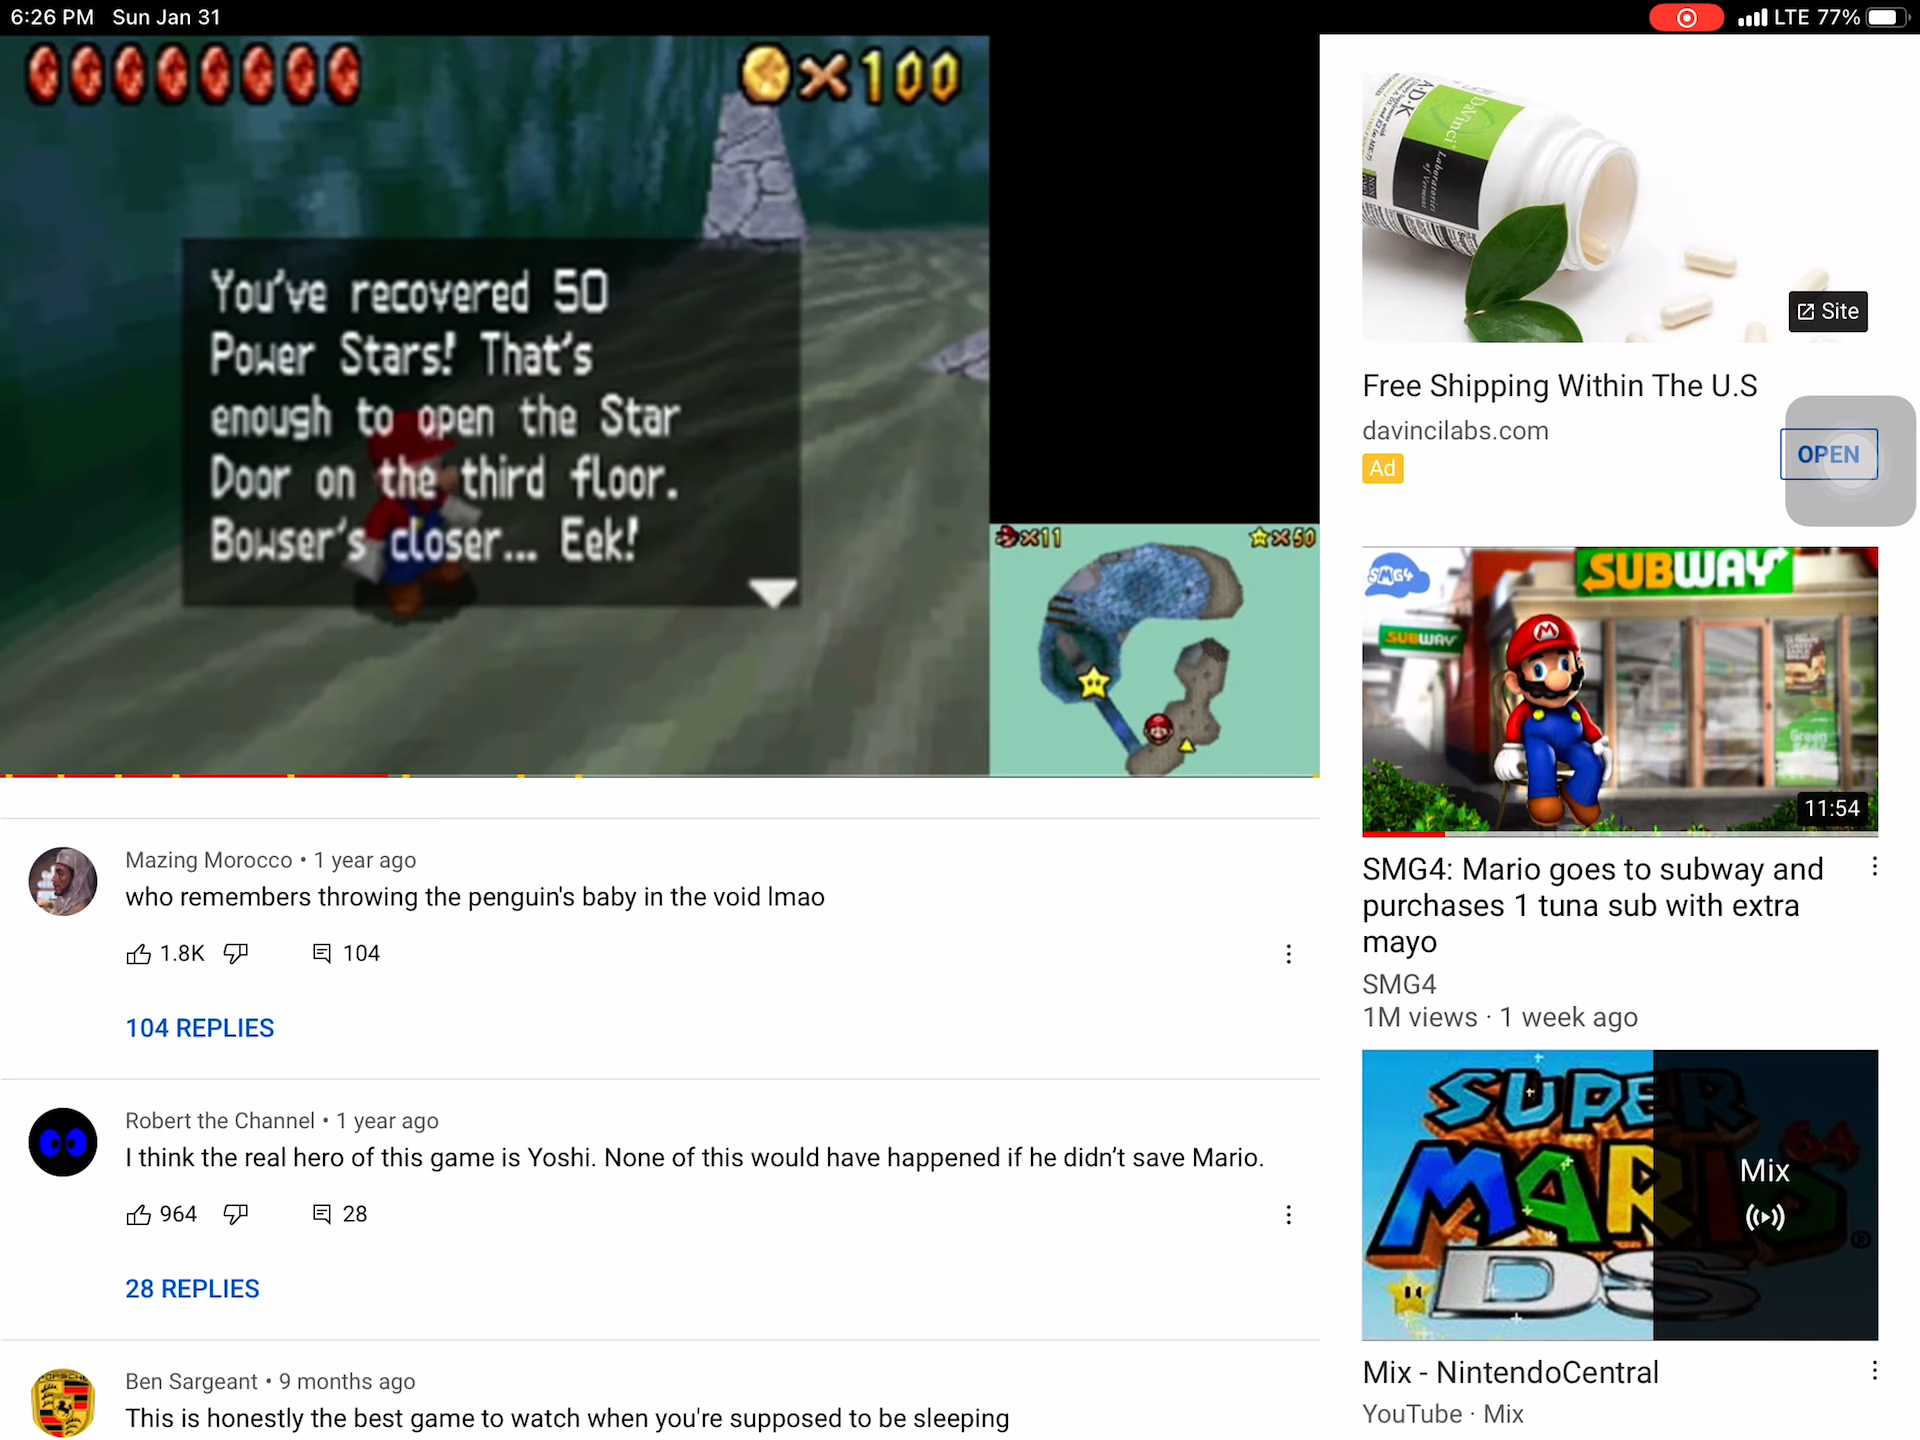 6:26 PM Sun Jan 31
LTE 77%
×100
You've recovered 50
Power Stars! That's
enough to open the Star
Door on the third floor.
Bowser's closer... Eek!
×11
×50
Mazing Morocco • 1 year ago
who remembers throwing the penguin's baby in the void lmao
1.8K
104
104 REPLIES
Robert the Channel • 1 year ago
I think the real hero of this game is Yoshi. None of this would have happened if he didn’t save Mario.
964
28
28 REPLIES
Ben Sargeant • 9 months ago
This is honestly the best game to watch when you're supposed to be sleeping
A·D·K
DaVinci
Laboratories
of Vermont
Site
Free Shipping Within The U.S
davincilabs.com
OPEN
Ad
SMG4
SUBWAY
SUBWAY
M
11:54
SMG4: Mario goes to subway and
purchases 1 tuna sub with extra
mayo
SMG4
1M views · 1 week ago
SUPER
MARIO
64
DS
Mix
Mix - NintendoCentral
YouTube · Mix